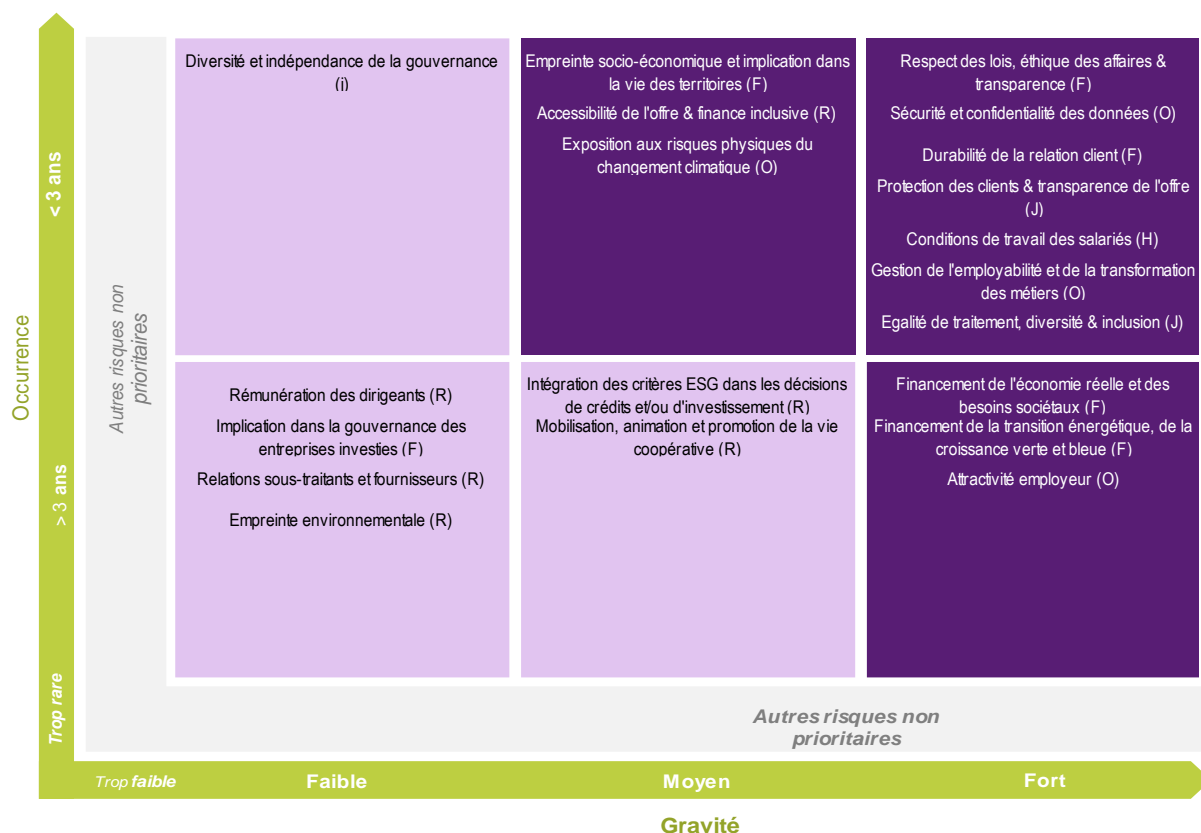 Occurrence
< 3 ans
> 3 ans
Trop rare
Autres risques non
prioritaires
Diversité et indépendance de la gouvernance
(i)
Empreinte socio-économique et implication dans
la vie des territoires (F)
Accessibilité de l'offre & finance inclusive (R)
Exposition aux risques physiques du
changement climatique (O)
Respect des lois, éthique des affaires &
transparence (F)
Sécurité et confidentialité des données (O)
Durabilité de la relation client (F)
Protection des clients & transparence de l'offre
(J)
Conditions de travail des salariés (H)
Gestion de l'employabilité et de la transformation
des métiers (O)
Egalité de traitement, diversité & inclusion (J)
Rémunération des dirigeants (R)
Implication dans la gouvernance des
entreprises investies (F)
Relations sous-traitants et fournisseurs (R)
Empreinte environnementale (R)
Intégration des critères ESG dans les décisions
de crédits et/ou d'investissement (R)
Mobilisation, animation et promotion de la vie
coopérative (R)
Financement de l'économie réelle et des
besoins sociétaux (F)
Financement de la transition énergétique, de la
croissance verte et bleue (F)
Attractivité employeur (O)
Autres risques non
prioritaires
Trop faible
Faible
Moyen
Fort
Gravité